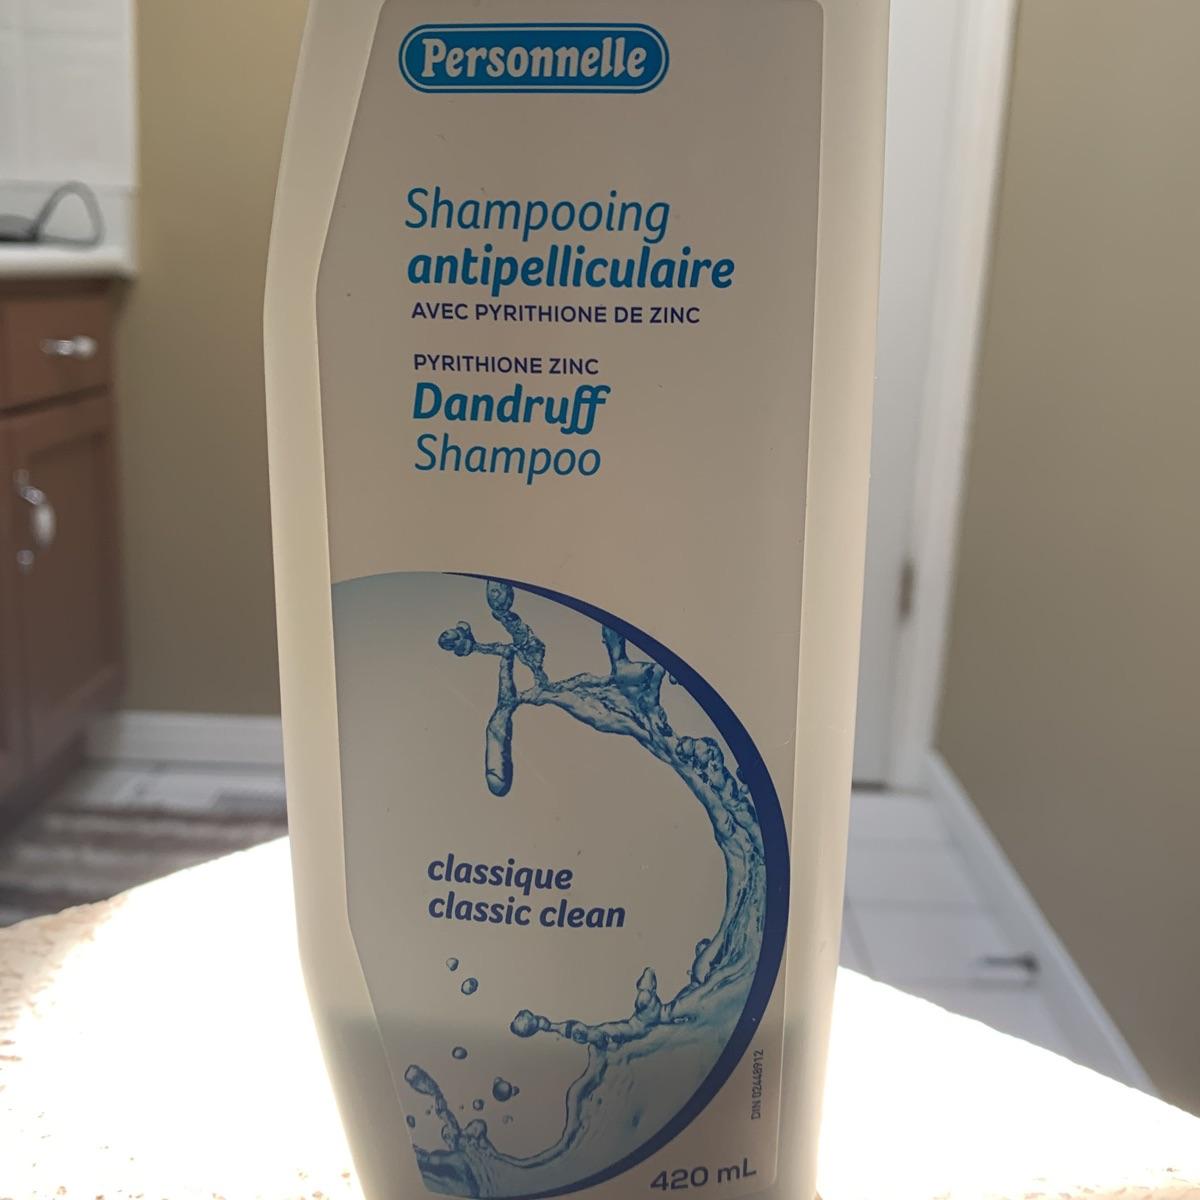 Personnelle
Shampooing
antipelliculaire
AVEC PYRITHIONE DE ZINC
PYRITHIONE ZINC
Dandruff
Shampoo
classique
classic clean
DIN 02448912
420 mL